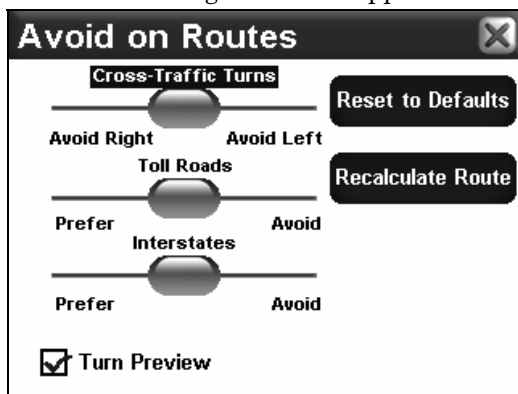 Avoid on Routes
Cross-Traffic Turns
Avoid Right Avoid Left
Reset to Defaults
Toll Roads
Prefer Avoid
Recalculate Route
Interstates
Prefer Avoid
Turn Preview